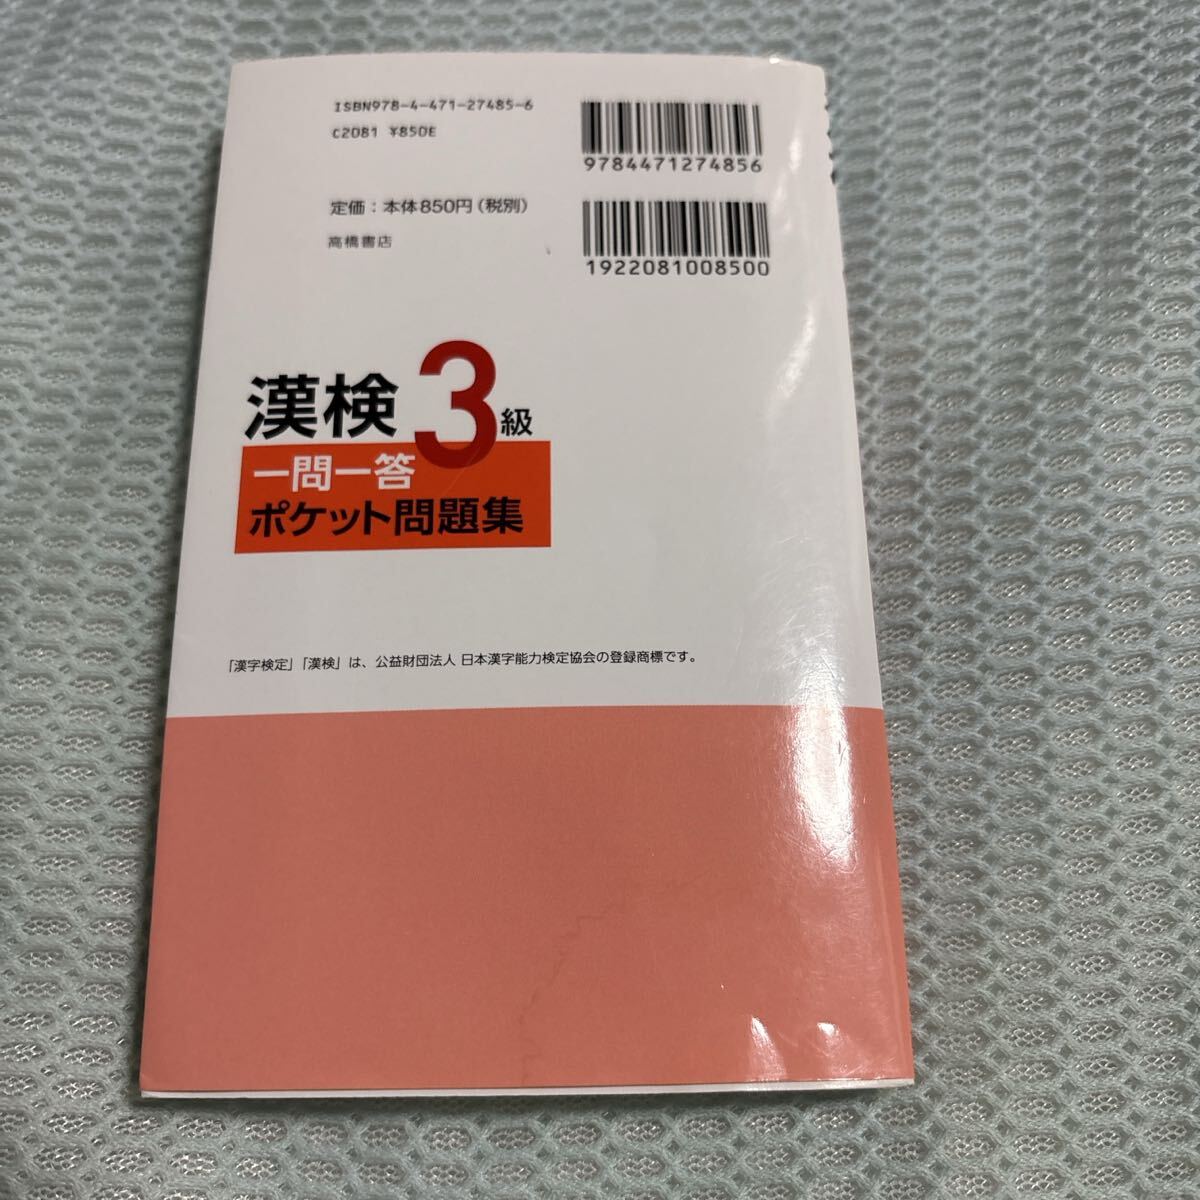 ISBN978-4-471-27485-6
C2081 ¥850E
9784471274856
定価：本体850円（税別）
高橋書店
1922081008500
漢検3級
一問一答
ポケット問題集
「漢字検定」「漢検」は、公益財団法人 日本漢字能力検定協会の登録商標です。